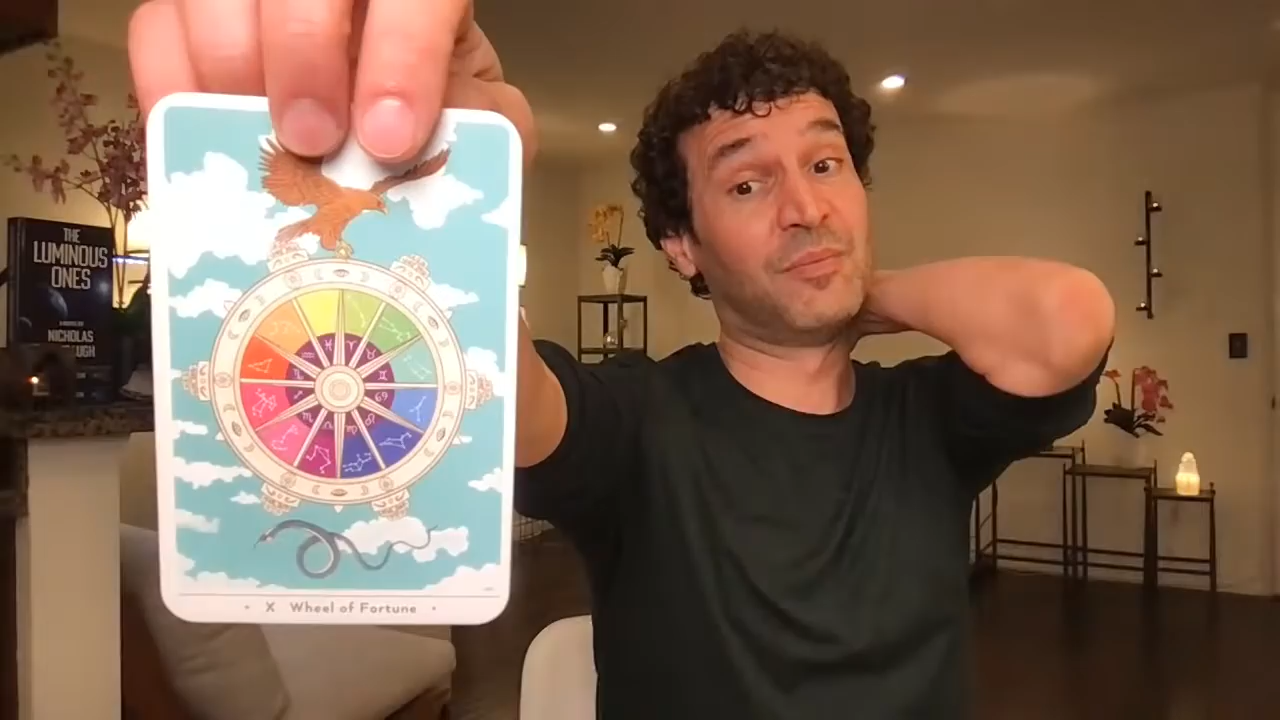 THE
LUMINOUS
ONES
NICHOLAS
X Wheel of Fortune